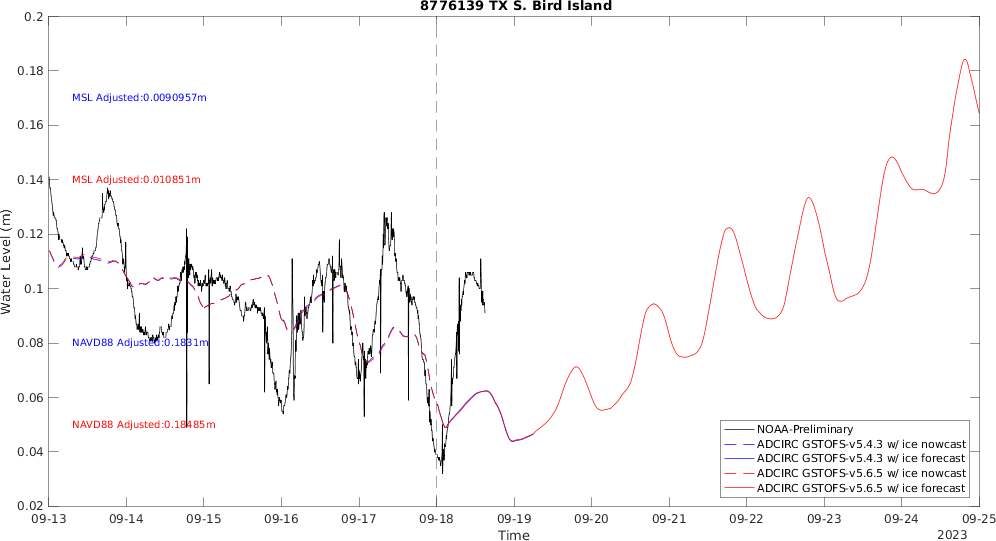 8776139 TX S. Bird Island
0.2
0.18
0.16
0.14
0.12
0.1
0.08
0.06
0.04
0.02
Water Level (m)
MSL Adjusted:0.0090957m
MSL Adjusted:0.010851m
NAVD88 Adjusted:0.1831m
NAVD88 Adjusted:0.18485m
NOAA-Preliminary
ADCIRC GSTOFS-v5.4.3 w/ ice nowcast
ADCIRC GSTOFS-v5.4.3 w/ ice forecast
ADCIRC GSTOFS-v5.6.5 w/ ice nowcast
ADCIRC GSTOFS-v5.6.5 w/ ice forecast
09-13 09-14 09-15 09-16 09-17 09-18 09-19 09-20 09-21 09-22 09-23 09-24 09-25
Time
2023